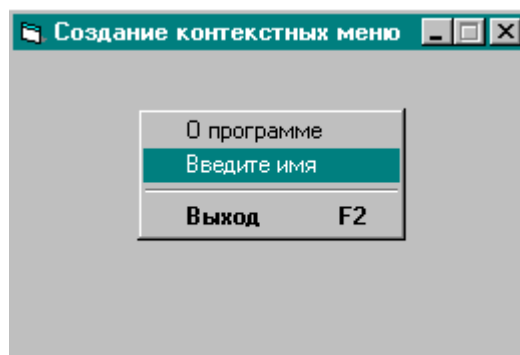 Создание контекстных меню
О программе
Введите имя
Выход F2